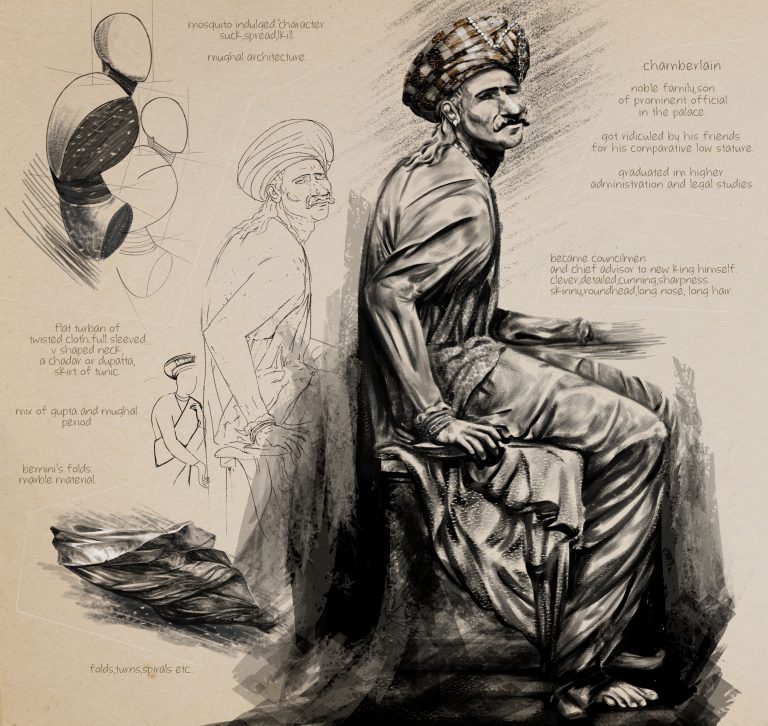 mosquito indulged character
suck,spread,kill
mughal architecture
chamberlain
noble family,son
of prominent official
in the palace.
got ridiculed by his friends
for his comparative low stature.
graduated im higher
administration and legal studies.
became councilmen
and chief advisor to new king himself.
clever,detailed,cunning,sharpness
skinny,roundhead,long nose, long hair.
flat turban of
twisted cloth.full sleeved
v shaped neck,
a chadar or dupatta,
skirt of tunic
mix of gupta and mughal
period
bernini's folds.
marble material.
folds,turns,spirals etc..